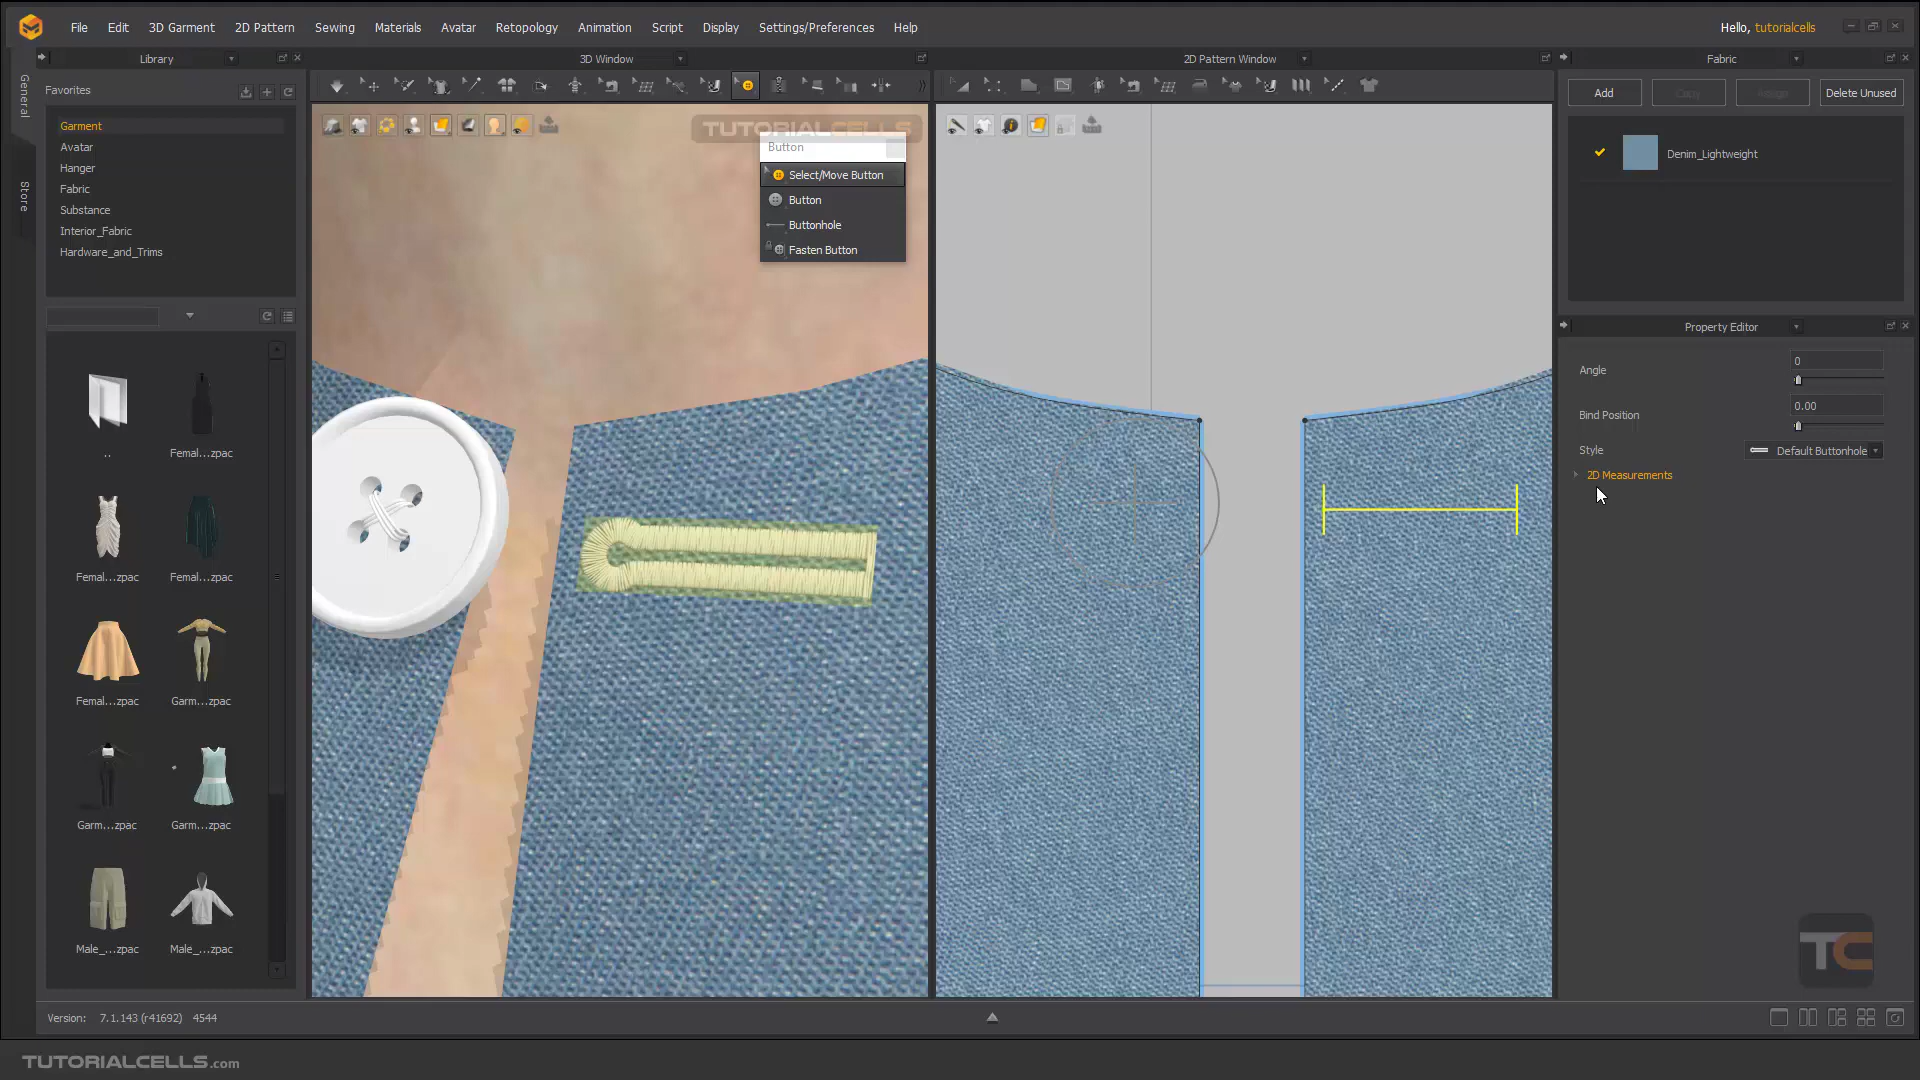 File Edit 3D Garment 2D Pattern Sewing Materials Avatar Retopology Animation Script Display Settings/Preferences Help
Hello, tutorialcells
General
Store
Library
Favorites
Garment
Avatar
Hanger
Fabric
Substance
Interior_Fabric
Hardware_and_Trims
..
Femal...zpac
Femal...zpac
Femal...zpac
Femal...zpac
Garm...zpac
Garm...zpac
Garm...zpac
Male_...zpac
Male_...zpac
3D Window
TUTORIALCELLS
Button
Select/Move Button
Button
Buttonhole
Fasten Button
2D Pattern Window
Fabric
Add Copy Assign Delete Unused
Denim_Lightweight
Property Editor
Angle 0
Bind Position 0.00
Style Default Buttonhole
2D Measurements
TC
Version: 7.1.143 (r41692) 4544
TUTORIALCELLS.com